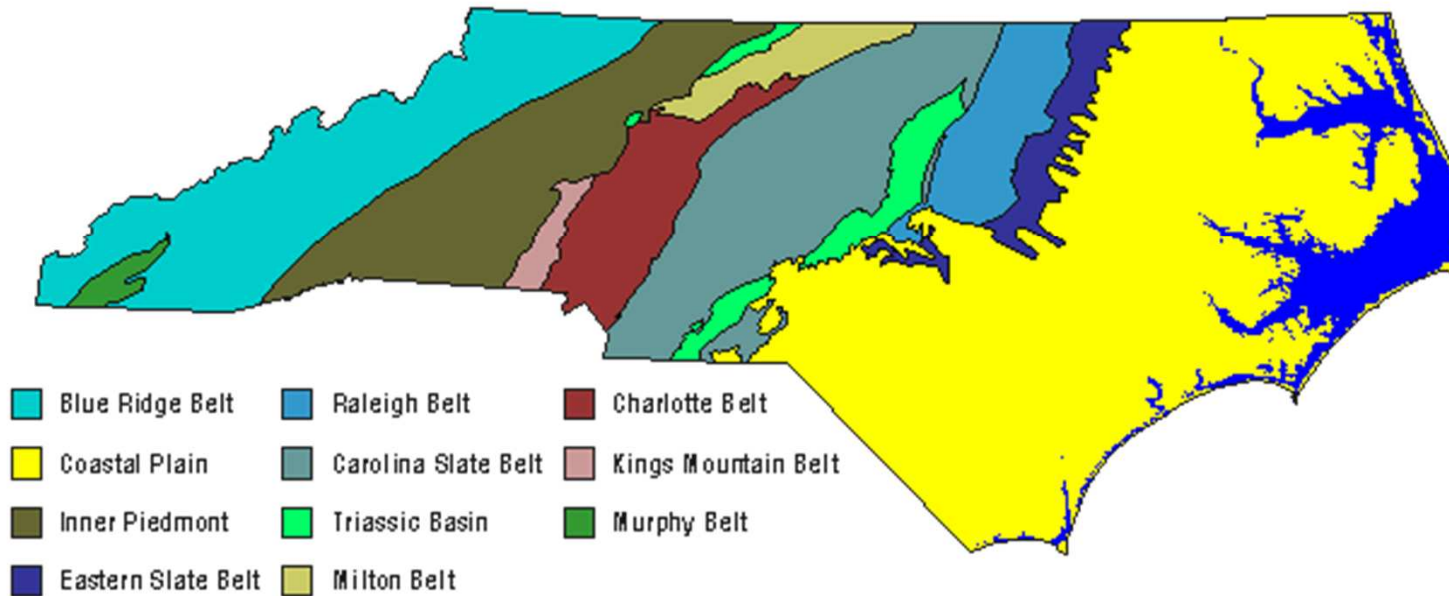 Blue Ridge Belt
Raleigh Belt
Charlotte Belt
Coastal Plain
Carolina Slate Belt
Kings Mountain Belt
Inner Piedmont
Triassic Basin
Murphy Belt
Eastern Slate Belt
Milton Belt